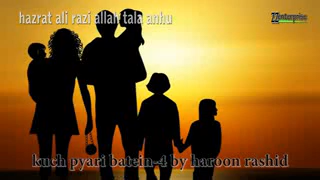 hazrat ali razi allah tala anhu
kuch pyari batein-4 by haroon rashid